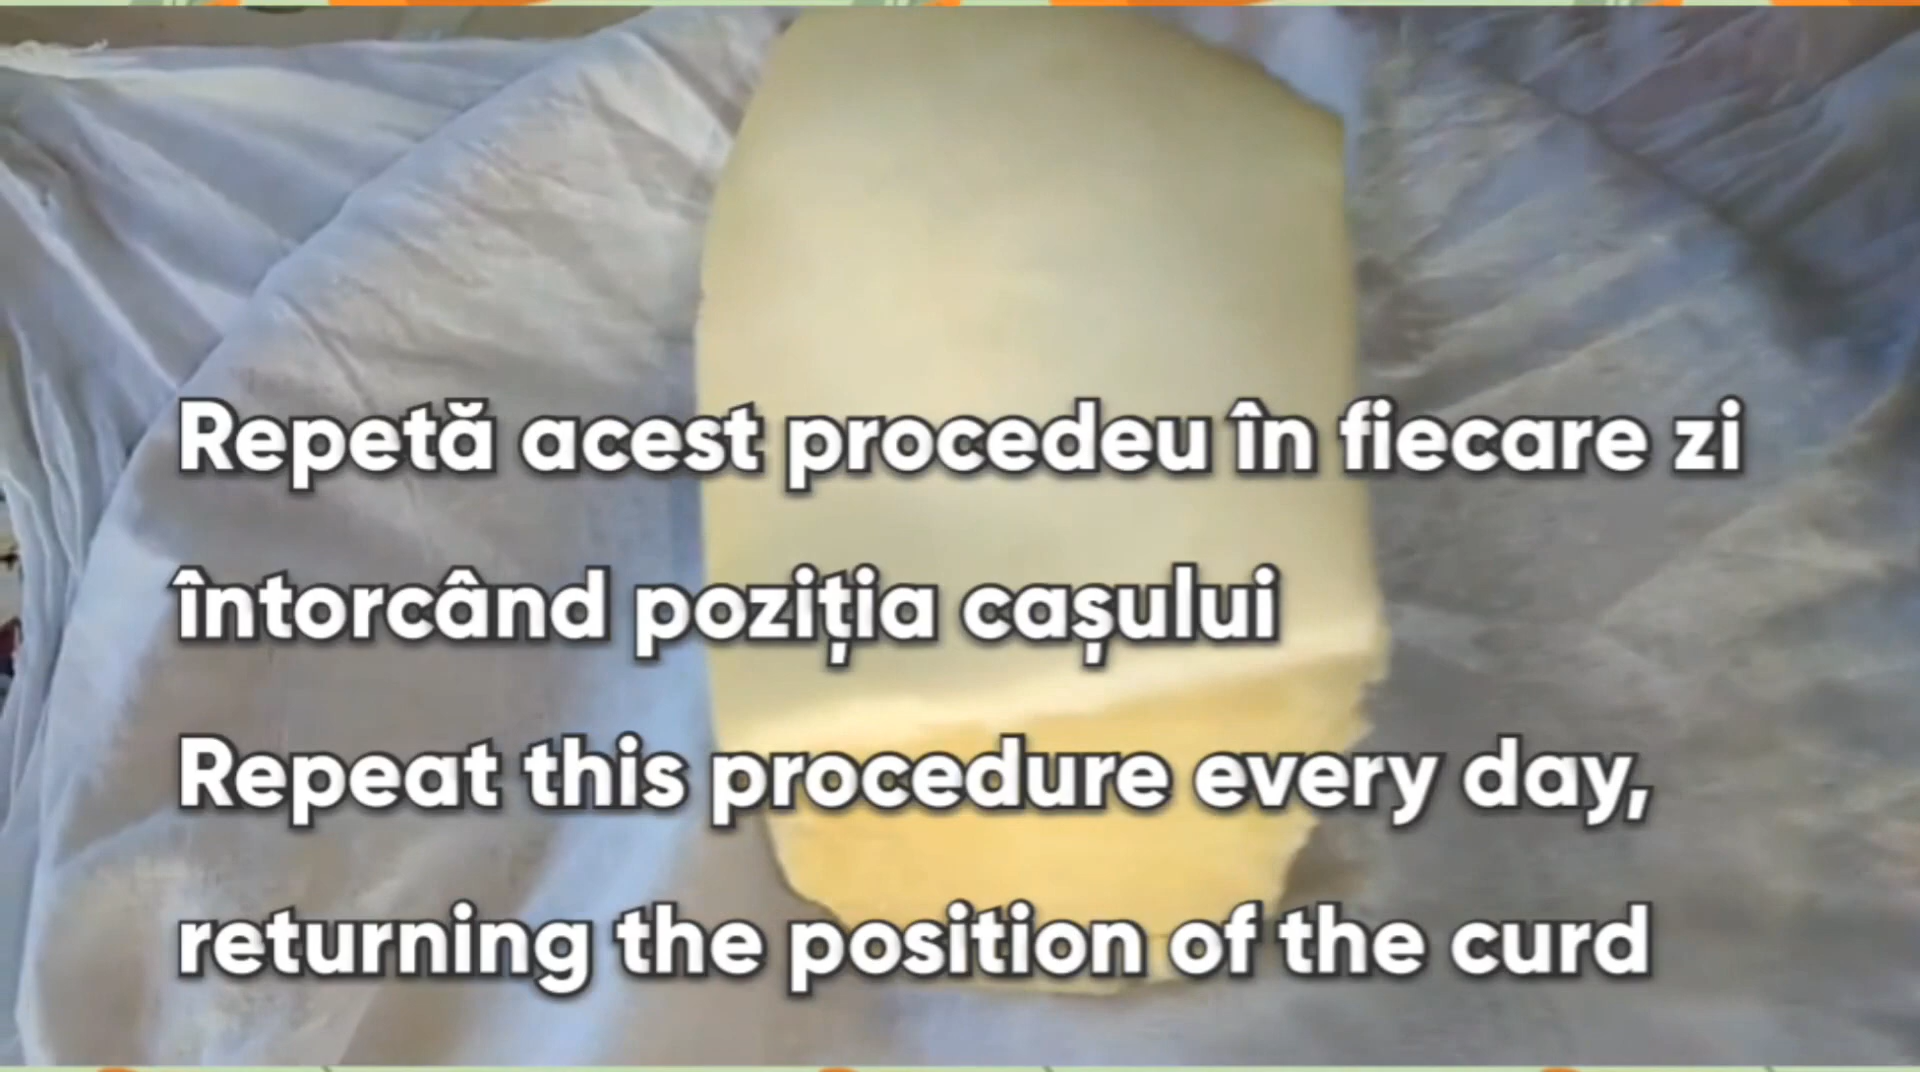 Repetă acest procedeu în fiecare zi
întorcând poziția cașului
Repeat this procedure every day,
returning the position of the curd